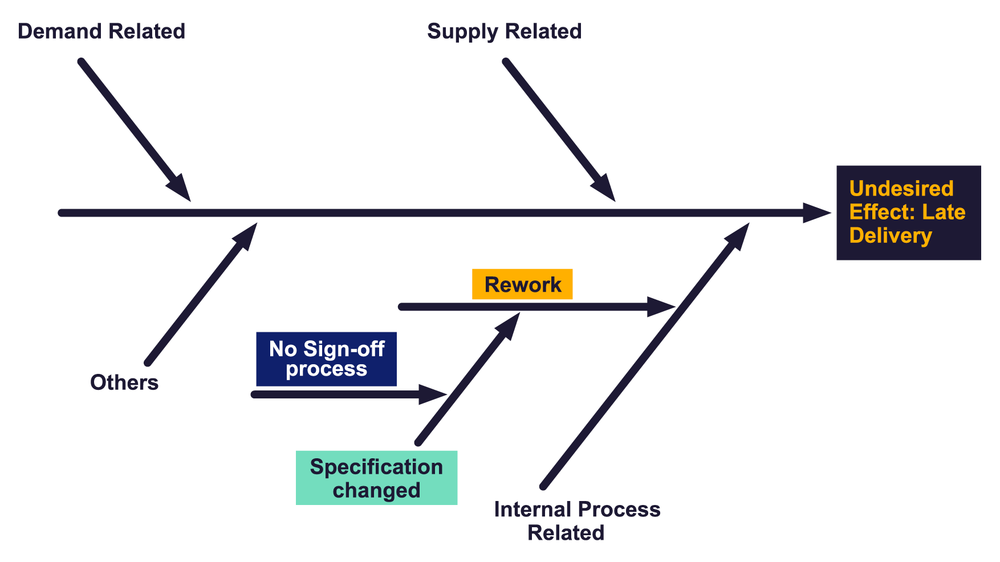 Demand Related
Supply Related
Undesired
Effect: Late
Delivery
Rework
No Sign-off
process
Others
Specification
changed
Internal Process
Related